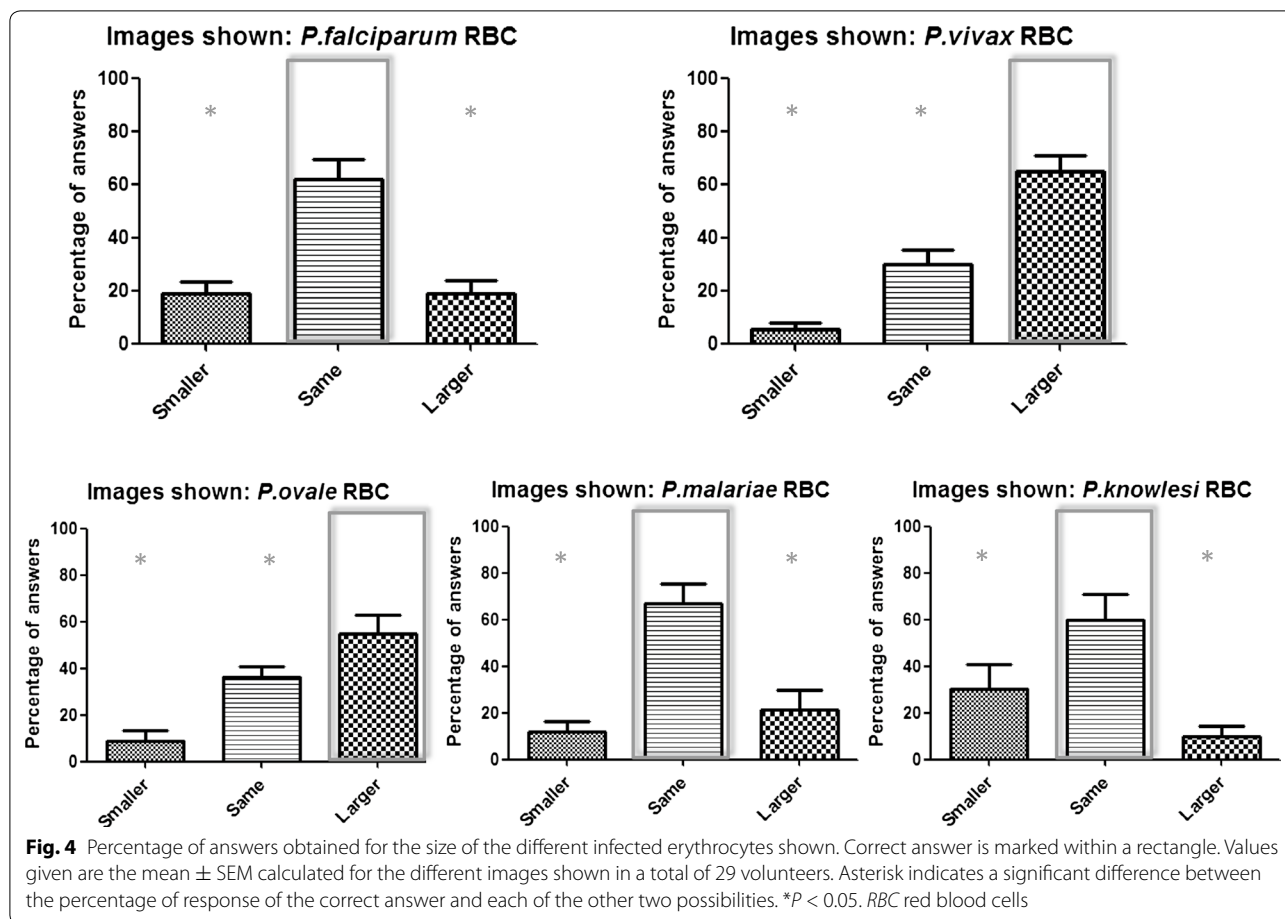 Images shown: P.falciparum RBC
Percentage of answers
100
80
60
40
20
0
*
*
Smaller
Same
Larger
Images shown: P.vivax RBC
Percentage of answers
100
80
60
40
20
0
*
*
Smaller
Same
Larger
Images shown: P.ovale RBC
Percentage of answers
100
80
60
40
20
0
*
*
Smaller
Same
Larger
Images shown: P.malariae RBC
Percentage of answers
100
80
60
40
20
0
*
*
Smaller
Same
Larger
Images shown: P.knowlesi RBC
Percentage of answers
100
80
60
40
20
0
*
*
Smaller
Same
Larger
Fig. 4 Percentage of answers obtained for the size of the different infected erythrocytes shown. Correct answer is marked within a rectangle. Values
given are the mean ± SEM calculated for the different images shown in a total of 29 volunteers. Asterisk indicates a significant difference between
the percentage of response of the correct answer and each of the other two possibilities. *P < 0.05. RBC red blood cells